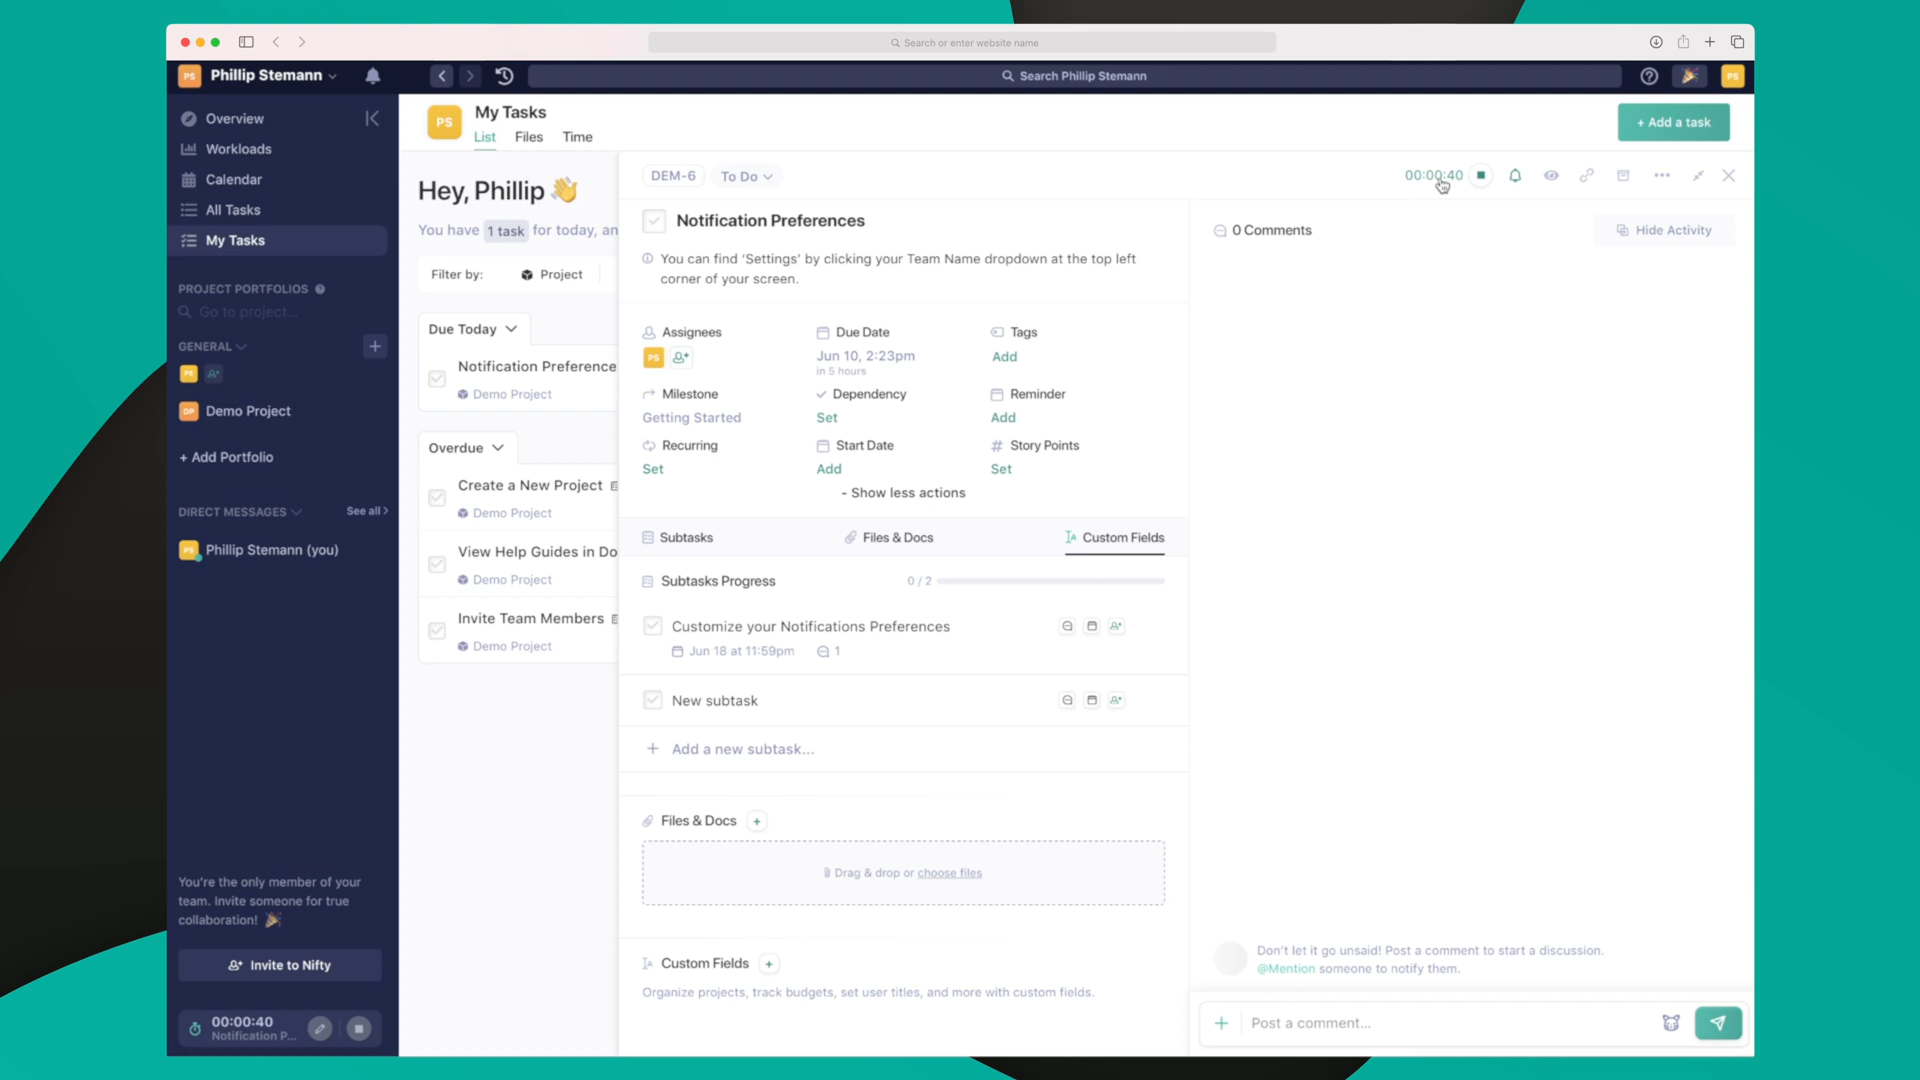 Search or enter website name
PS Phillip Stemann
Search Phillip Stemann
PS
Overview
Workloads
Calendar
All Tasks
My Tasks
PROJECT PORTFOLIOS
Go to project...
GENERAL
PS
DP Demo Project
+ Add Portfolio
DIRECT MESSAGES See all >
PS Phillip Stemann (you)
You're the only member of your
team. Invite someone for true
collaboration!
Invite to Nifty
00:00:40
Notification P...
PS My Tasks
List Files Time
+ Add a task
Hey, Phillip
You have 1 task for today, an
Filter by: Project
Due Today
Notification Preference
Demo Project
Overdue
Create a New Project
Demo Project
View Help Guides in Do
Demo Project
Invite Team Members
Demo Project
DEM-6 To Do
00:00:40
Notification Preferences
You can find 'Settings' by clicking your Team Name dropdown at the top left
corner of your screen.
Assignees Due Date Tags
PS Jun 10, 2:23pm Add
in 5 hours
Milestone Dependency Reminder
Getting Started Set Add
Recurring Start Date # Story Points
Set Add Set
- Show less actions
Subtasks Files & Docs Custom Fields
Subtasks Progress 0 / 2
Customize your Notifications Preferences
Jun 18 at 11:59pm 1
New subtask
+ Add a new subtask...
Files & Docs +
Drag & drop or choose files
Custom Fields +
Organize projects, track budgets, set user titles, and more with custom fields.
0 Comments
Hide Activity
Don't let it go unsaid! Post a comment to start a discussion.
@Mention someone to notify them.
+ Post a comment...